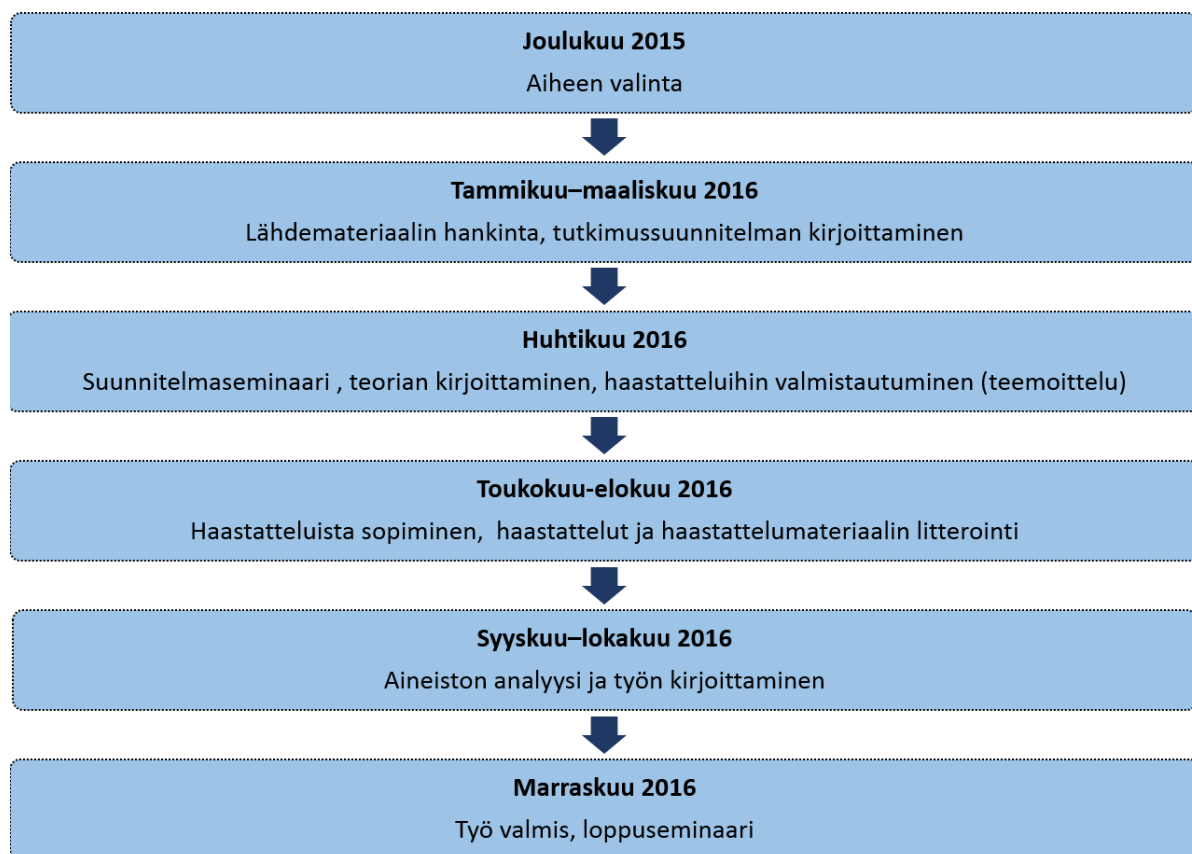 Joulukuu 2015
Aiheen valinta
Tammikuu–maaliskuu 2016
Lähdemateriaalin hankinta, tutkimussuunnitelman kirjoittaminen
Huhtikuu 2016
Suunnitelmaseminaari , teorian kirjoittaminen, haastatteluihin valmistautuminen (teemoittelu)
Toukokuu-elokuu 2016
Haastatteluista sopiminen,  haastattelut ja haastattelumateriaalin litterointi
Syyskuu–lokakuu 2016
Aineiston analyysi ja työn kirjoittaminen
Marraskuu 2016
Työ valmis, loppuseminaari